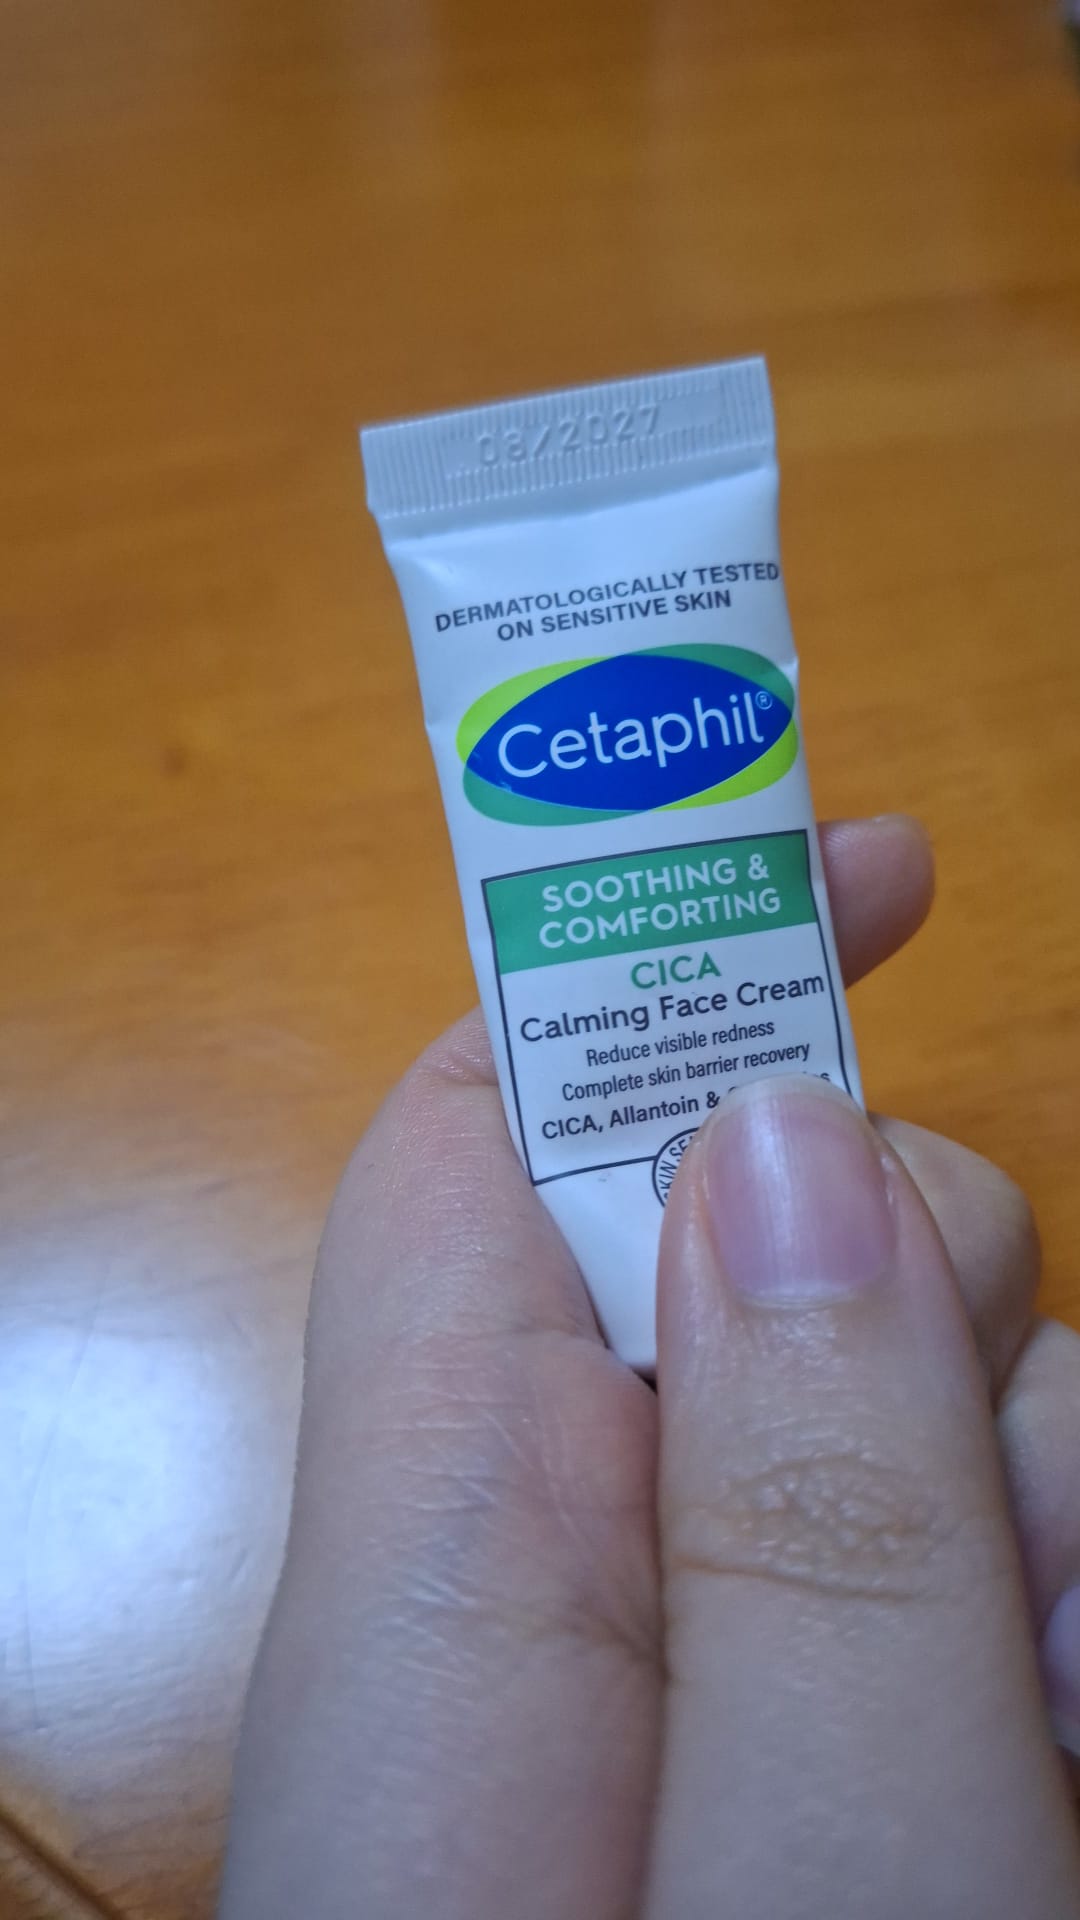 08/2027
DERMATOLOGICALLY TESTED
ON SENSITIVE SKIN
Cetaphil®
SOOTHING &
COMFORTING
CICA
Calming Face Cream
Reduce visible redness
Complete skin barrier recovery
CICA, Allantoin &